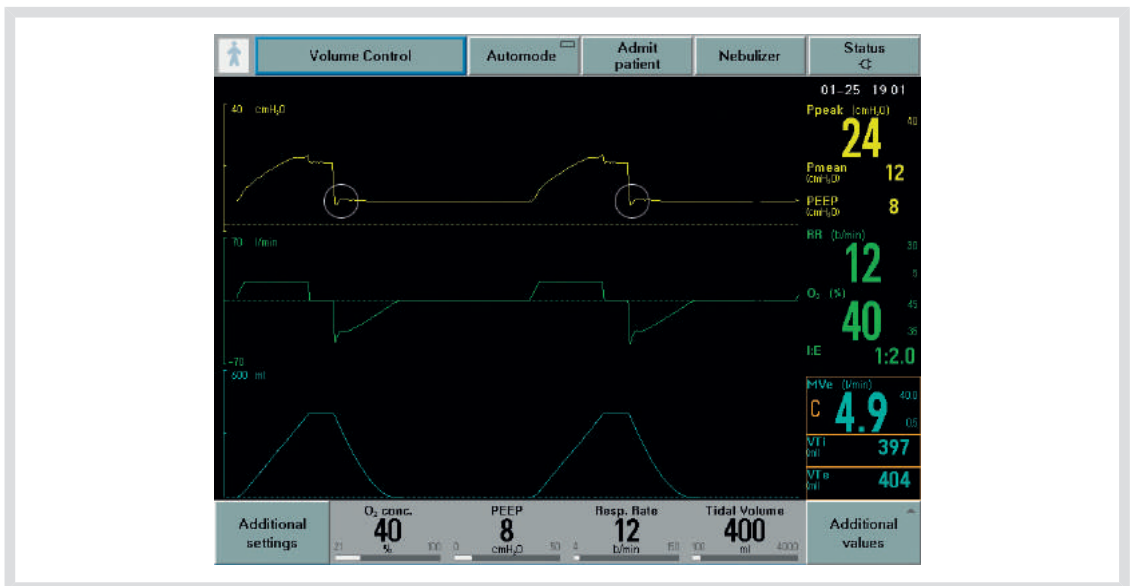 Volume Control
Automode
Admit
patient
Nebulizer
Status
01-25 19 01
40 cmH₂O
Ppeak (cmH₂O)
40
24
Pmean
(cmH₂O)
12
PEEP
(cmH₂O)
8
70 l/min
RR (b/min)
30
12
5
O₂ (%)
45
40
35
I:E
1:2.0
-70
600 ml
MVe (l/min)
40.0
C 4.9
0.5
VTi
(ml)
397
VTe
(ml)
404
Additional
settings
O₂ conc.
40
21 % 100
PEEP
8
0 cmH₂O 50
Resp. Rate
12
4 b/min 150
Tidal Volume
400
100 ml 4000
Additional
values